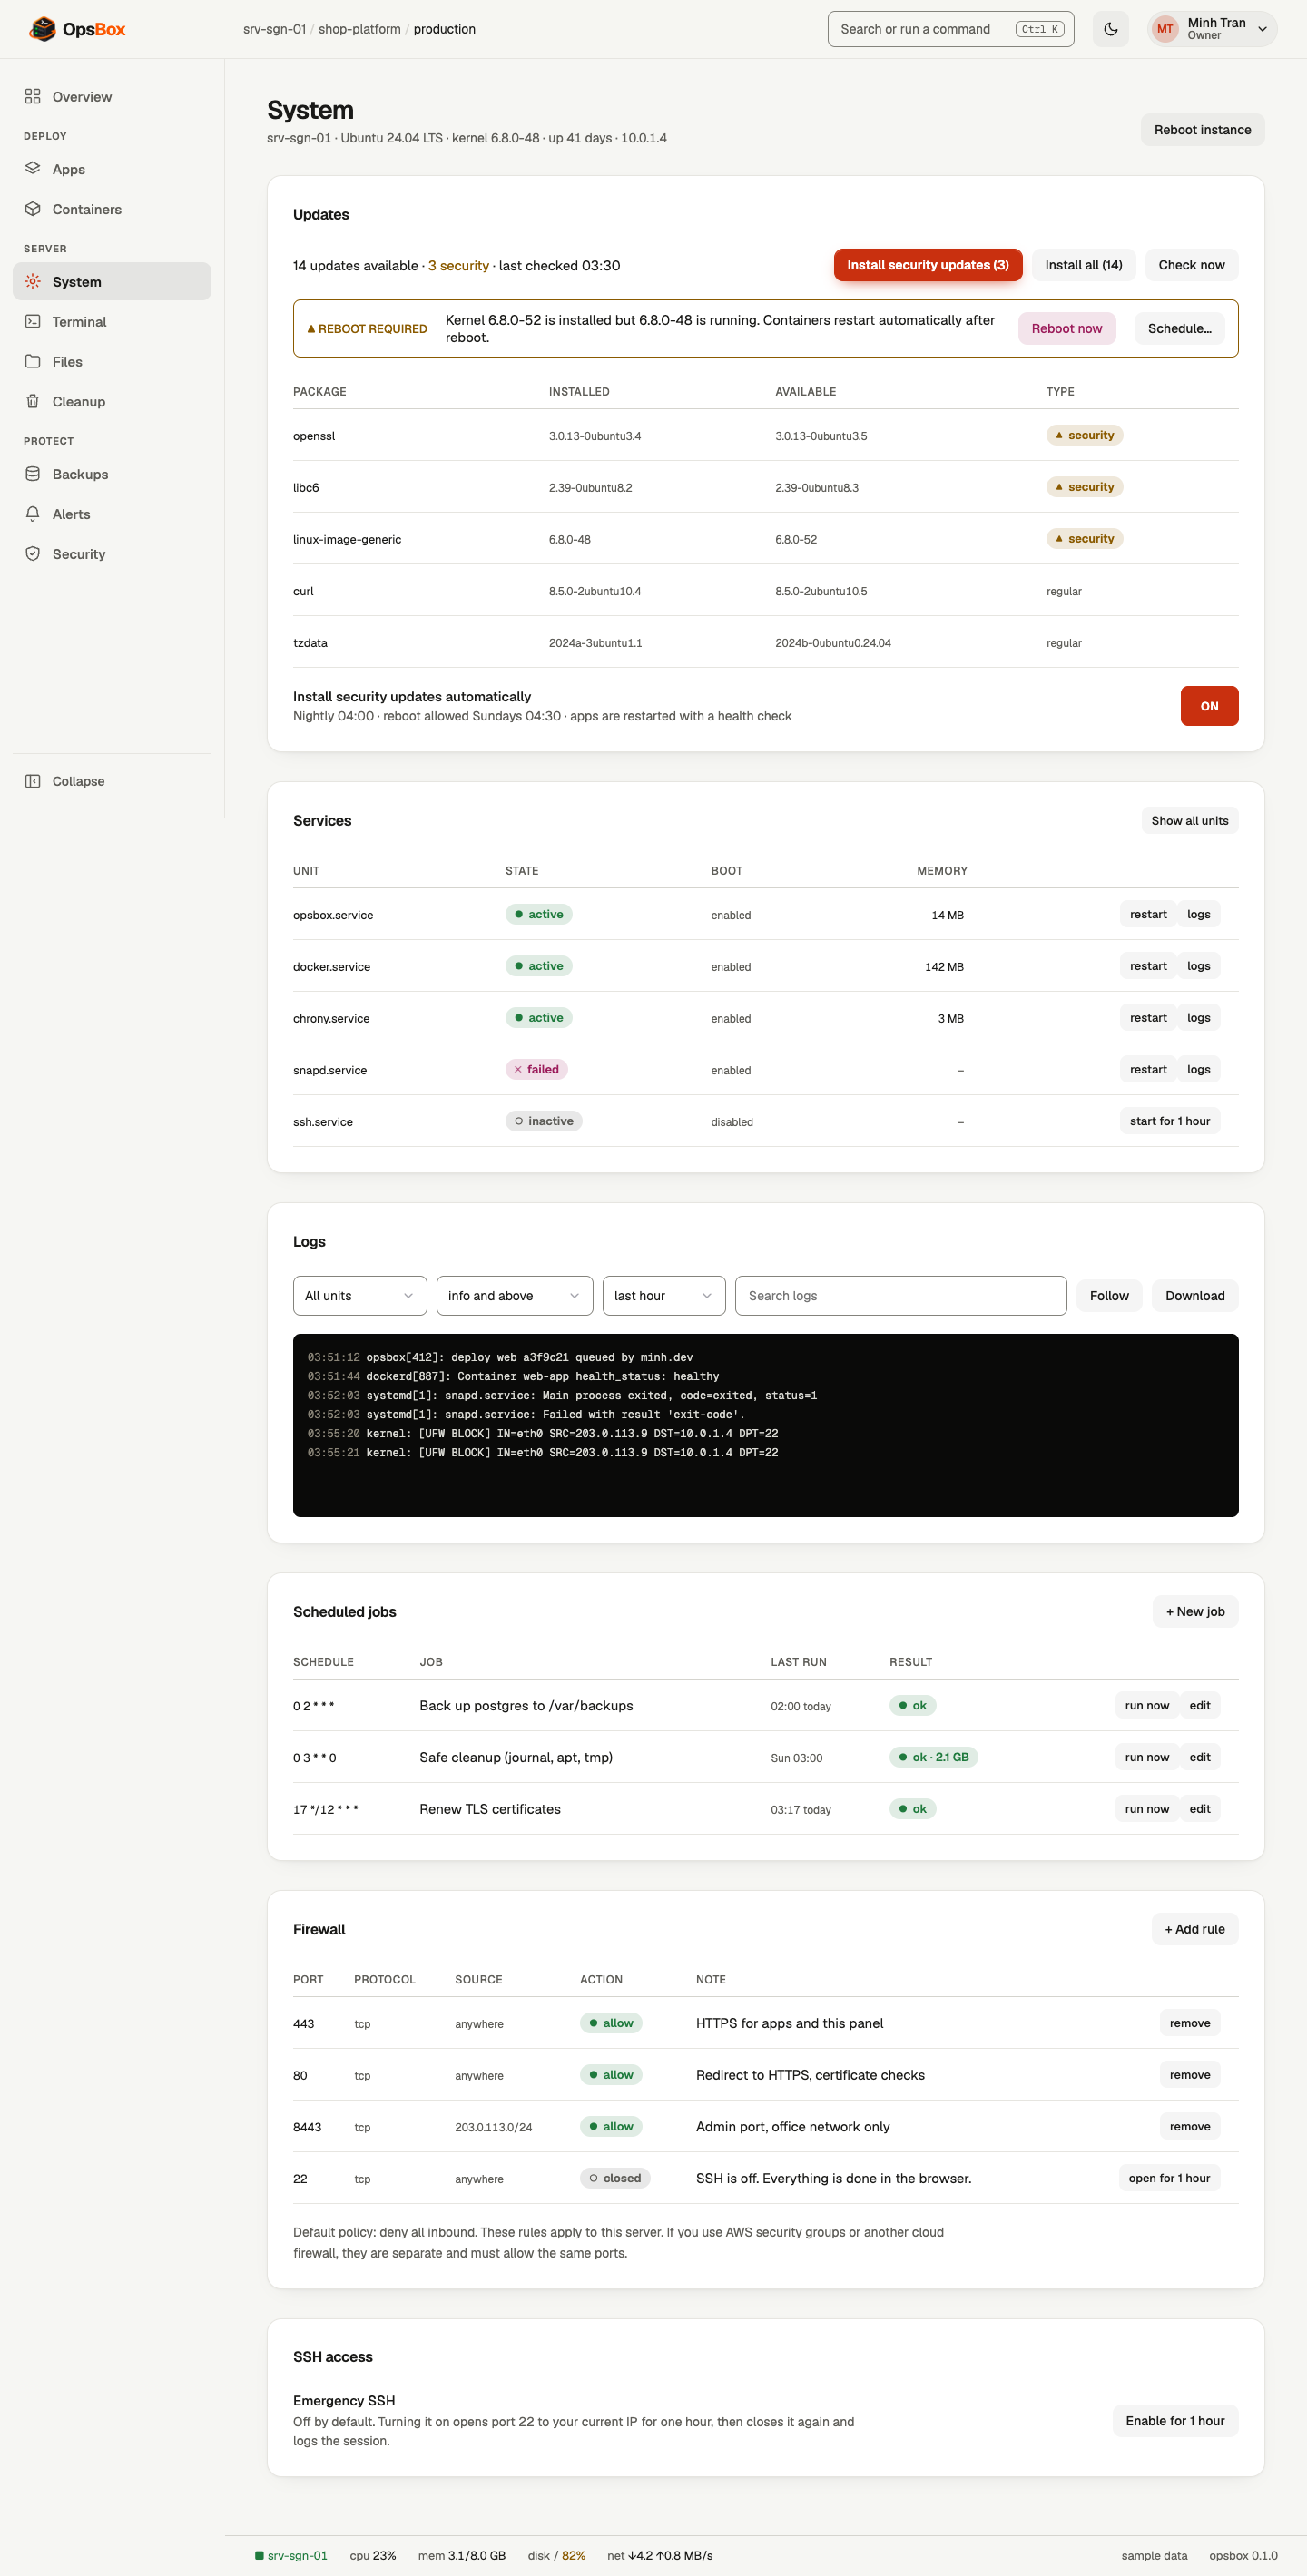 OpsBox
srv-sgn-01 / shop-platform / production
Search or run a command Ctrl K
MT Minh Tran
Owner
Overview
DEPLOY
Apps
Containers
SERVER
System
Terminal
Files
Cleanup
PROTECT
Backups
Alerts
Security
Collapse
System
srv-sgn-01 · Ubuntu 24.04 LTS · kernel 6.8.0-48 · up 41 days · 10.0.1.4
Reboot instance
Updates
14 updates available · 3 security · last checked 03:30
Install security updates (3) Install all (14) Check now
▲ REBOOT REQUIRED
Kernel 6.8.0-52 is installed but 6.8.0-48 is running. Containers restart automatically after
reboot.
Reboot now Schedule...
PACKAGE INSTALLED AVAILABLE TYPE
openssl 3.0.13-0ubuntu3.4 3.0.13-0ubuntu3.5 ▲ security
libc6 2.39-0ubuntu8.2 2.39-0ubuntu8.3 ▲ security
linux-image-generic 6.8.0-48 6.8.0-52 ▲ security
curl 8.5.0-2ubuntu10.4 8.5.0-2ubuntu10.5 regular
tzdata 2024a-3ubuntu1.1 2024b-0ubuntu0.24.04 regular
Install security updates automatically
Nightly 04:00 · reboot allowed Sundays 04:30 · apps are restarted with a health check
ON
Services
Show all units
UNIT STATE BOOT MEMORY
opsbox.service ● active enabled 14 MB restart logs
docker.service ● active enabled 142 MB restart logs
chrony.service ● active enabled 3 MB restart logs
snapd.service × failed enabled – restart logs
ssh.service ○ inactive disabled – start for 1 hour
Logs
All units info and above last hour Search logs Follow Download
03:51:12 opsbox[412]: deploy web a3f9c21 queued by minh.dev
03:51:44 dockerd[887]: Container web-app health_status: healthy
03:52:03 systemd[1]: snapd.service: Main process exited, code=exited, status=1
03:52:03 systemd[1]: snapd.service: Failed with result 'exit-code'.
03:55:20 kernel: [UFW BLOCK] IN=eth0 SRC=203.0.113.9 DST=10.0.1.4 DPT=22
03:55:21 kernel: [UFW BLOCK] IN=eth0 SRC=203.0.113.9 DST=10.0.1.4 DPT=22
Scheduled jobs
+ New job
SCHEDULE JOB LAST RUN RESULT
0 2 * * * Back up postgres to /var/backups 02:00 today ● ok run now edit
0 3 * * 0 Safe cleanup (journal, apt, tmp) Sun 03:00 ● ok · 2.1 GB run now edit
17 */12 * * * Renew TLS certificates 03:17 today ● ok run now edit
Firewall
+ Add rule
PORT PROTOCOL SOURCE ACTION NOTE
443 tcp anywhere ● allow HTTPS for apps and this panel remove
80 tcp anywhere ● allow Redirect to HTTPS, certificate checks remove
8443 tcp 203.0.113.0/24 ● allow Admin port, office network only remove
22 tcp anywhere ○ closed SSH is off. Everything is done in the browser. open for 1 hour
Default policy: deny all inbound. These rules apply to this server. If you use AWS security groups or another cloud
firewall, they are separate and must allow the same ports.
SSH access
Emergency SSH
Off by default. Turning it on opens port 22 to your current IP for one hour, then closes it again and
logs the session.
Enable for 1 hour
srv-sgn-01 cpu 23% mem 3.1/8.0 GB disk / 82% net ↓4.2 ↑0.8 MB/s sample data opsbox 0.1.0